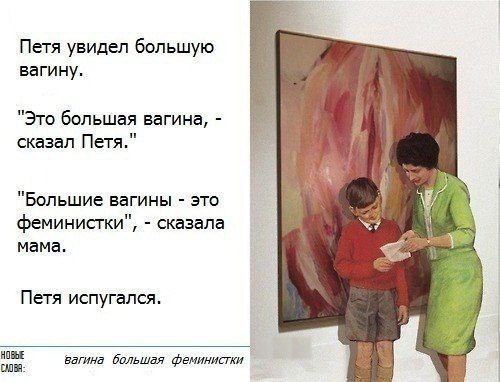 Петя увидел большую
вагину.
"Это большая вагина, -
сказал Петя."
"Большие вагины - это
феминистки", - сказала
мама.
Петя испугался.
НОВЫЕ
СЛОВА:
вагина большая феминистки